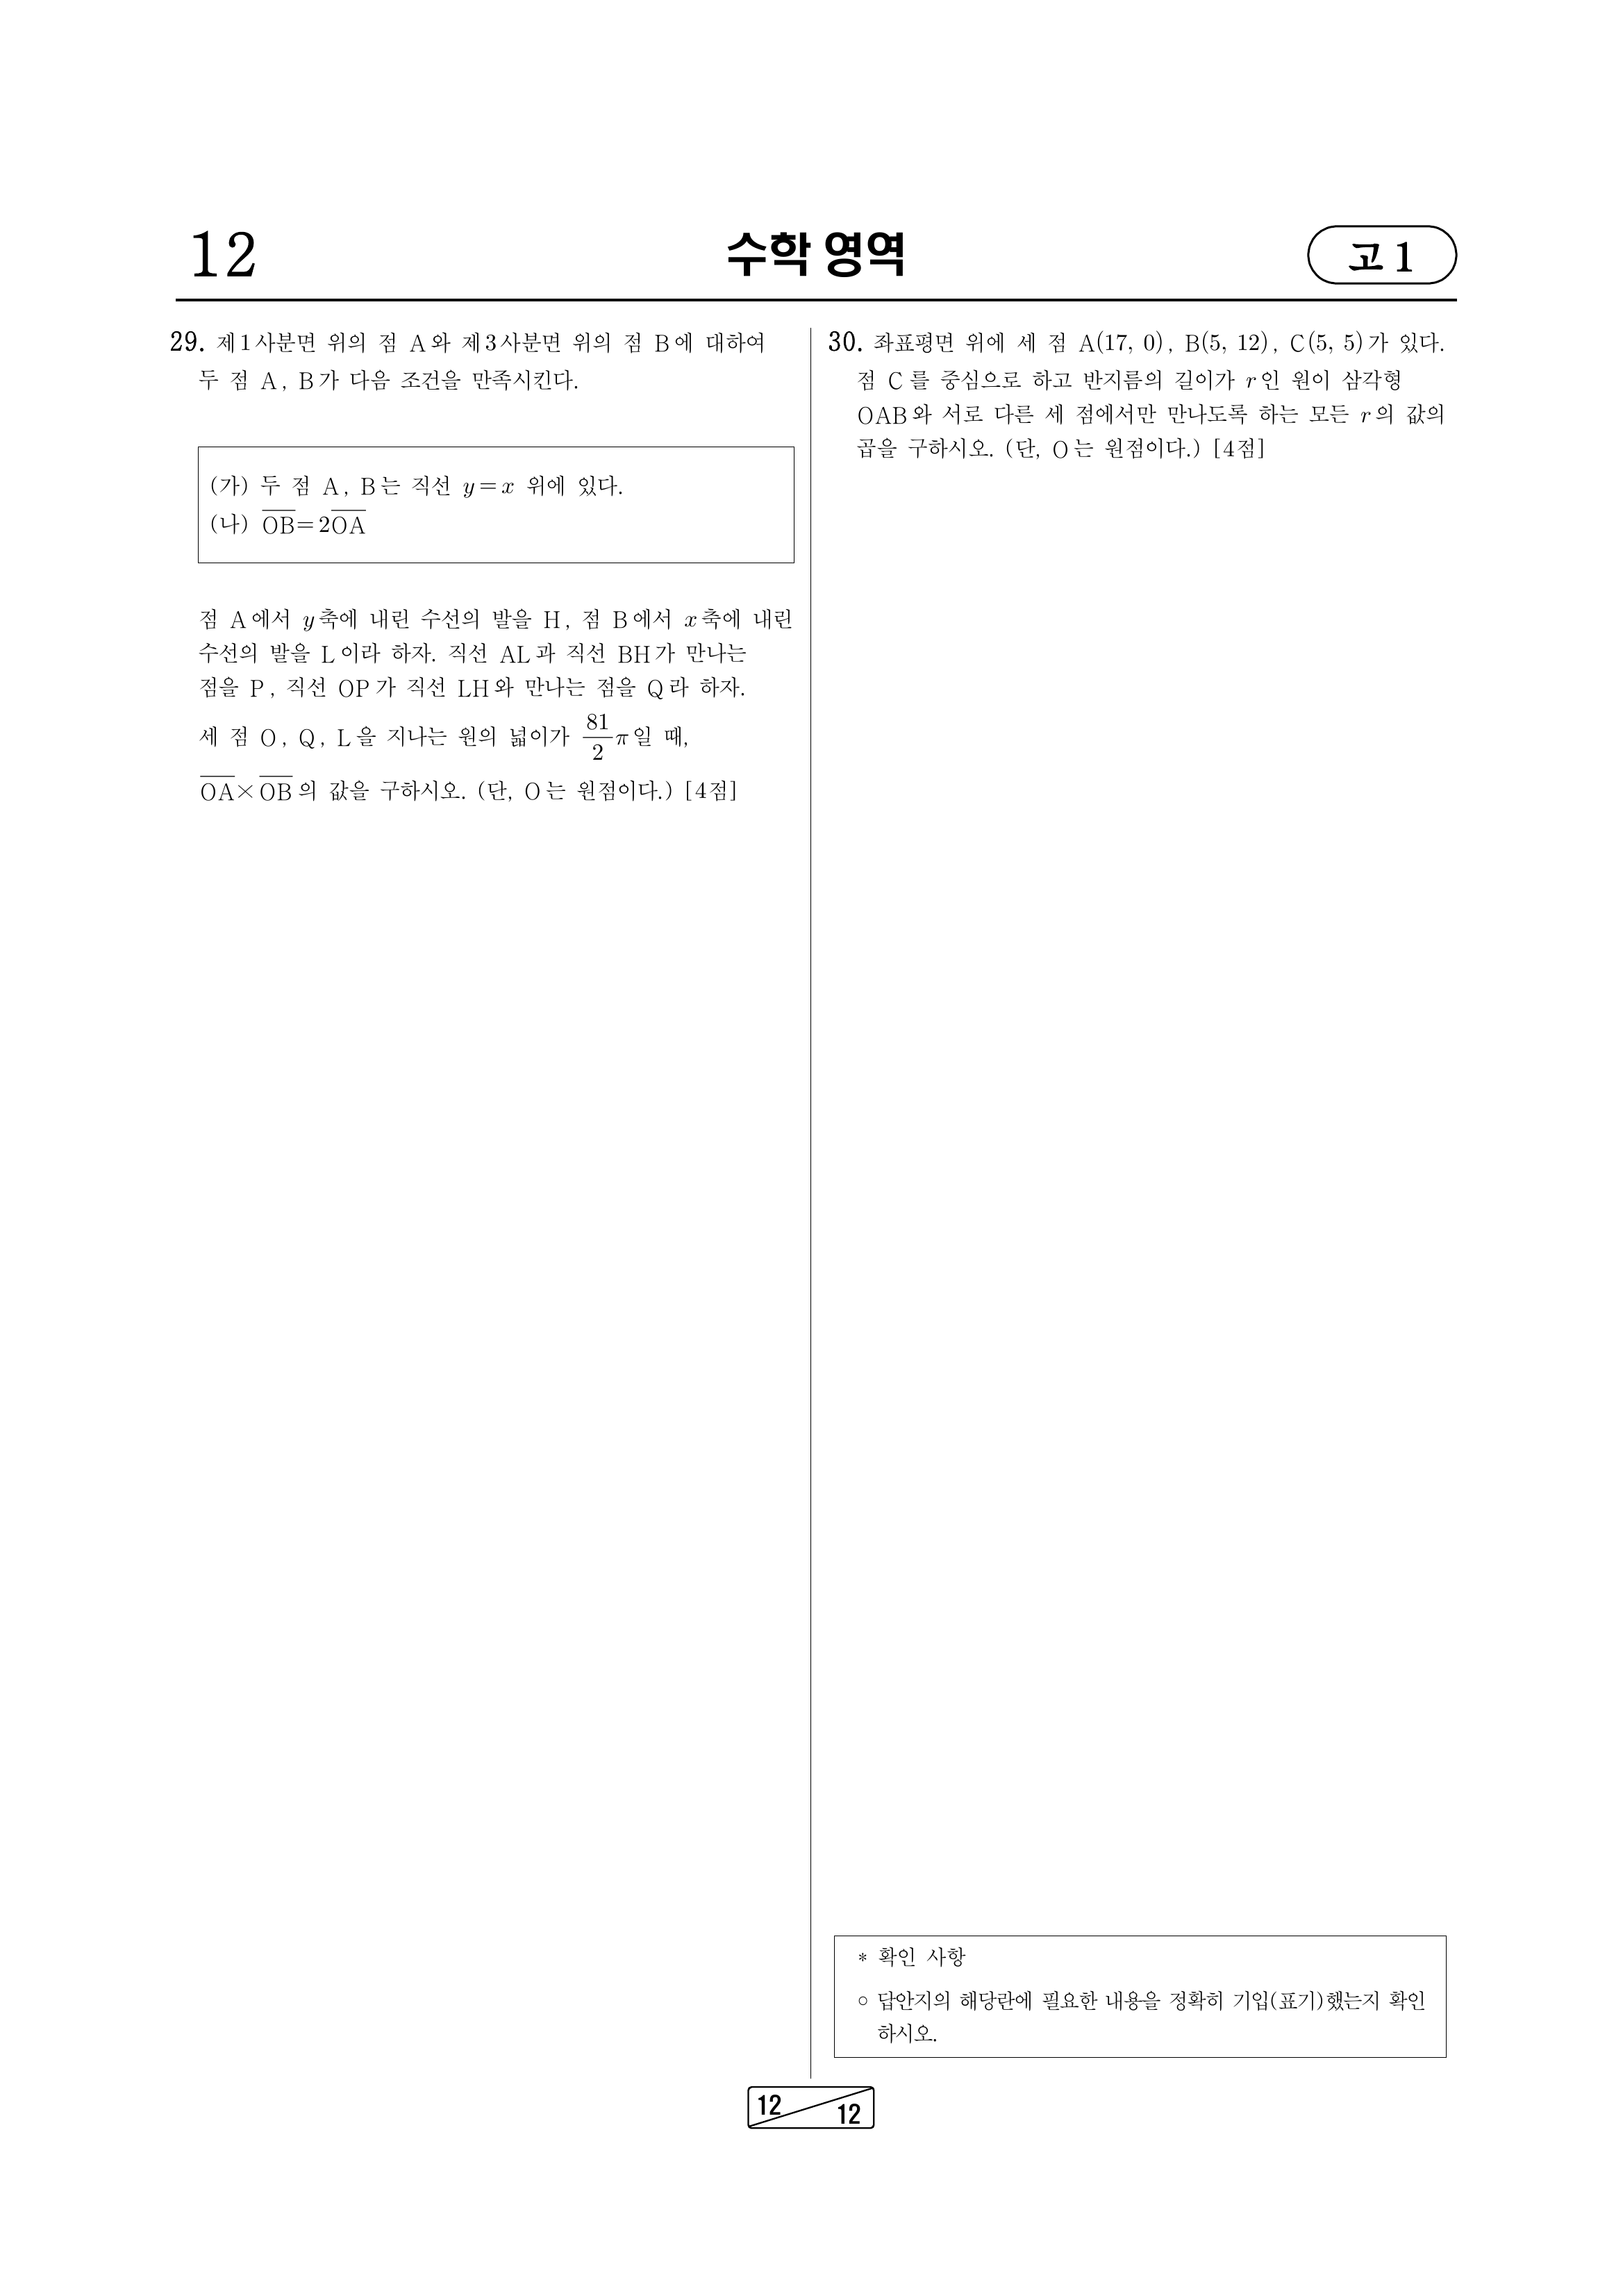 12
수학 영역
고 1
29. 제1사분면 위의 점 A와 제3사분면 위의 점 B에 대하여
두 점 A, B가 다음 조건을 만족시킨다.
(가) 두 점 A, B는 직선 y=x 위에 있다.
(나) \overline{OB}=2\overline{OA}
점 A에서 y축에 내린 수선의 발을 H, 점 B에서 x축에 내린
수선의 발을 L이라 하자. 직선 AL과 직선 BH가 만나는
점을 P, 직선 OP가 직선 LH와 만나는 점을 Q라 하자.
세 점 O, Q, L을 지나는 원의 넓이가 \frac{81}{2}π일 때,
\overline{OA}×\overline{OB}의 값을 구하시오. (단, O는 원점이다.) [4점]
30. 좌표평면 위에 세 점 A(17, 0), B(5, 12), C(5, 5)가 있다.
점 C를 중심으로 하고 반지름의 길이가 r인 원이 삼각형
OAB와 서로 다른 세 점에서만 만나도록 하는 모든 r의 값의
곱을 구하시오. (단, O는 원점이다.) [4점]
* 확인 사항
○ 답안지의 해당란에 필요한 내용을 정확히 기입(표기)했는지 확인
하시오.
12
12